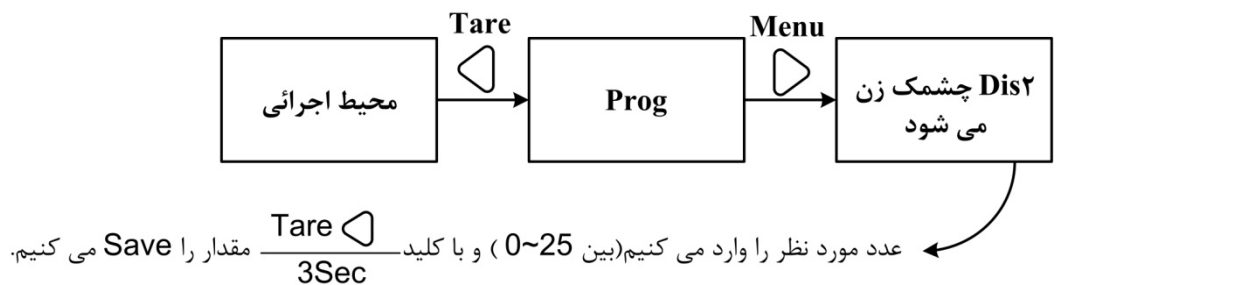 Tare
Menu
محیط اجرائی
Prog
Dis۲ چشمک زن
می شود
عدد مورد نظر را وارد می کنیم(بین 25~0 ) و با کلید Tare 3Sec مقدار را Save می کنیم.